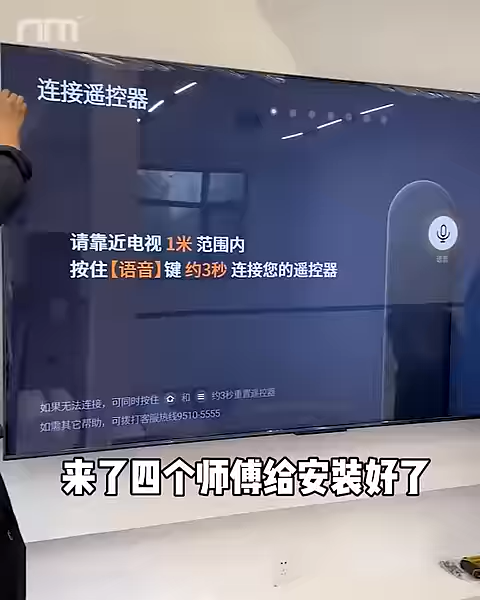 连接遥控器
请靠近电视 1米 范围内
按住【语音】键 约3秒 连接您的遥控器
语音
如果无法连接，可同时按住 和 约3秒重置遥控器
如需其它帮助，可拨打客服热线9510-5555
来了四个师傅给安装好了